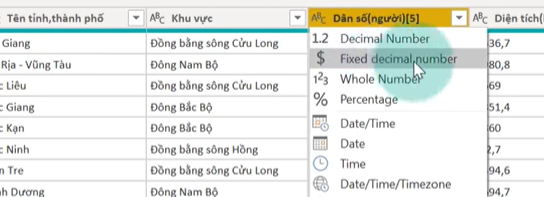 Tên tỉnh,thành phố ABC Khu vực ABC Dân số(người)[5] ABC Diện tích(
Giang Đồng bằng sông Cửu Long 1.2 Decimal Number 36,7
Rịa - Vũng Tàu Đông Nam Bộ $ Fixed decimal number 80,8
Liêu Đồng bằng sông Cửu Long 123 Whole Number 69
Giang Đông Bắc Bộ % Percentage 51,4
Kạn Đông Bắc Bộ Date/Time 60
Ninh Đồng bằng sông Hồng Date 2,7
Tre Đồng bằng sông Cửu Long Time 94,6
Dương Đông Nam Bộ Date/Time/Timezone 94,7